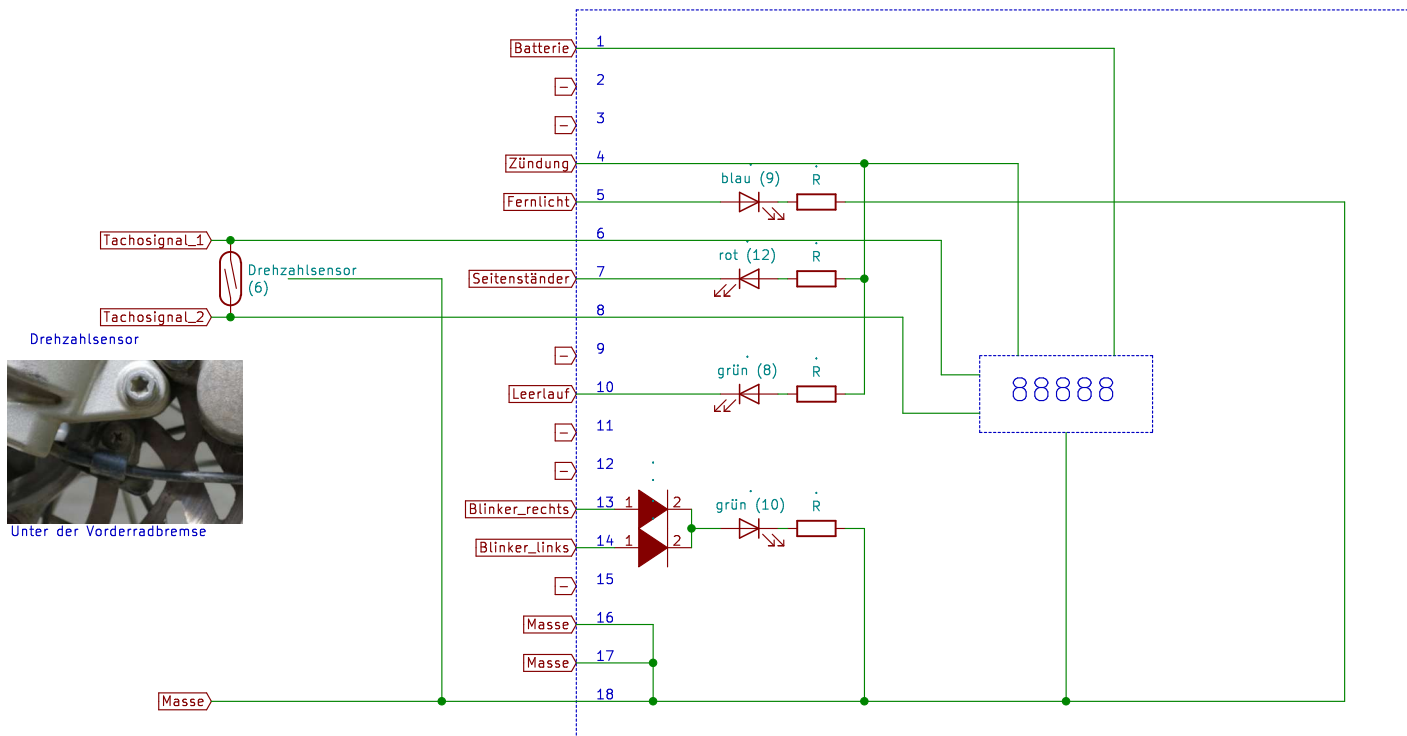 Batterie 1
- 2
- 3
Zündung 4
blau (9) R
Fernlicht 5
Tachosignal_1 6
rot (12) R
Drehzahlsensor
(6)
Seitenständer 7
Tachosignal_2 8
Drehzahlsensor
- 9
grün (8) R
88888
Leerlauf 10
- 11
- 12
Blinker_rechts 13 1 2
grün (10) R
Unter der Vorderradbremse
Blinker_links 14 1 2
- 15
Masse 16
Masse 17
Masse 18